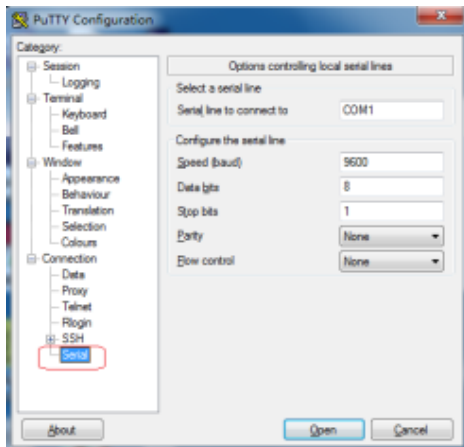 PuTTY Configuration
Category:
Session
Logging
Terminal
Keyboard
Bell
Features
Window
Appearance
Behaviour
Translation
Selection
Colours
Connection
Data
Proxy
Telnet
Rlogin
SSH
Serial
Options controlling local serial lines
Select a serial line
Serial line to connect to COM1
Configure the serial line
Speed (baud) 9600
Data bits 8
Stop bits 1
Parity None
Flow control None
About
Open
Cancel